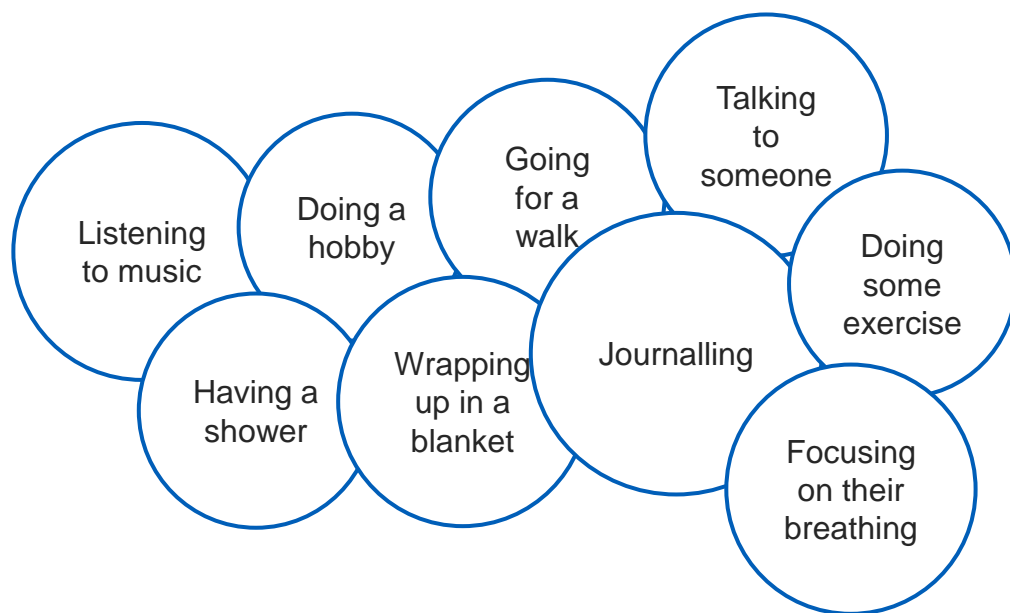 Talking
to
someone
Going
for a
walk
Doing a
hobby
Listening
to music
Doing
some
exercise
Journalling
Wrapping
up in a
blanket
Having a
shower
Focusing
on their
breathing